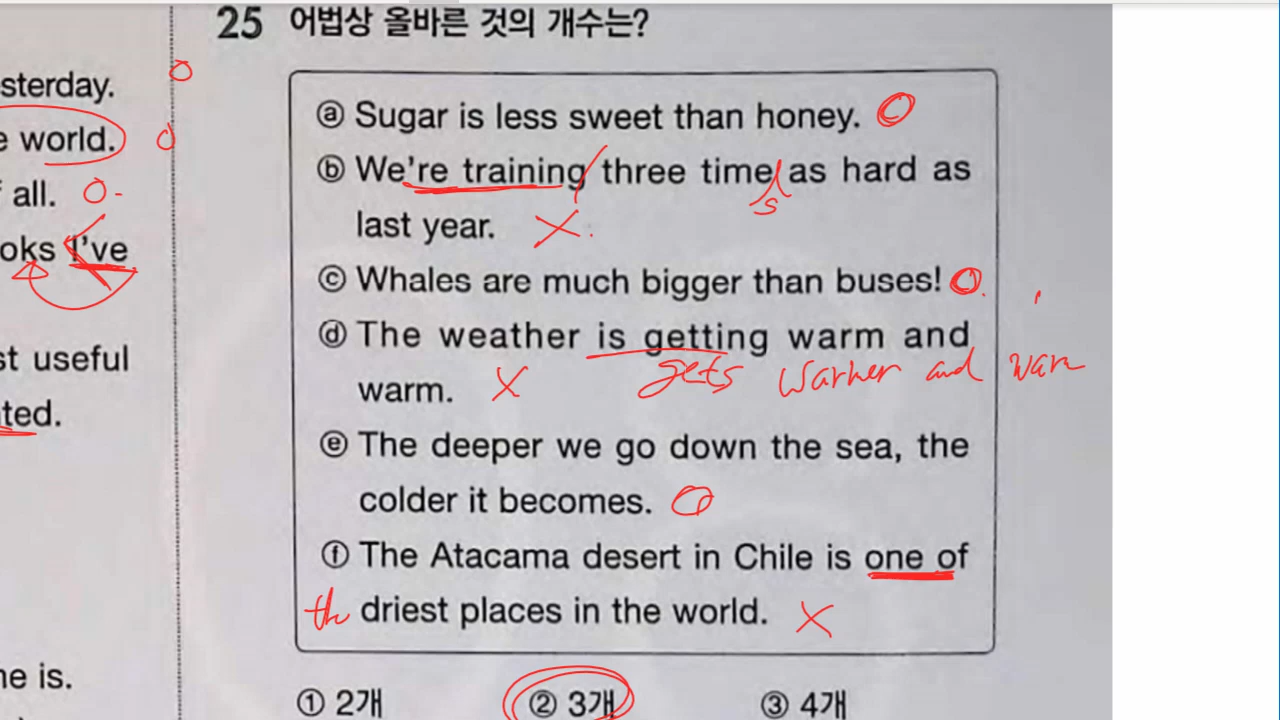 25 어법상 올바른 것의 개수는?
sterday.
e world.
all.
oks I've
st useful
ted.
ne is.
ⓐ Sugar is less sweet than honey.
ⓑ We're training three time as hard as
s
last year.
ⓒ Whales are much bigger than buses!
ⓓ The weather is getting warm and
gets warmer and warm
warm.
ⓔ The deeper we go down the sea, the
colder it becomes.
ⓕ The Atacama desert in Chile is one of
th driest places in the world.
① 2개 ② 3개 ③ 4개